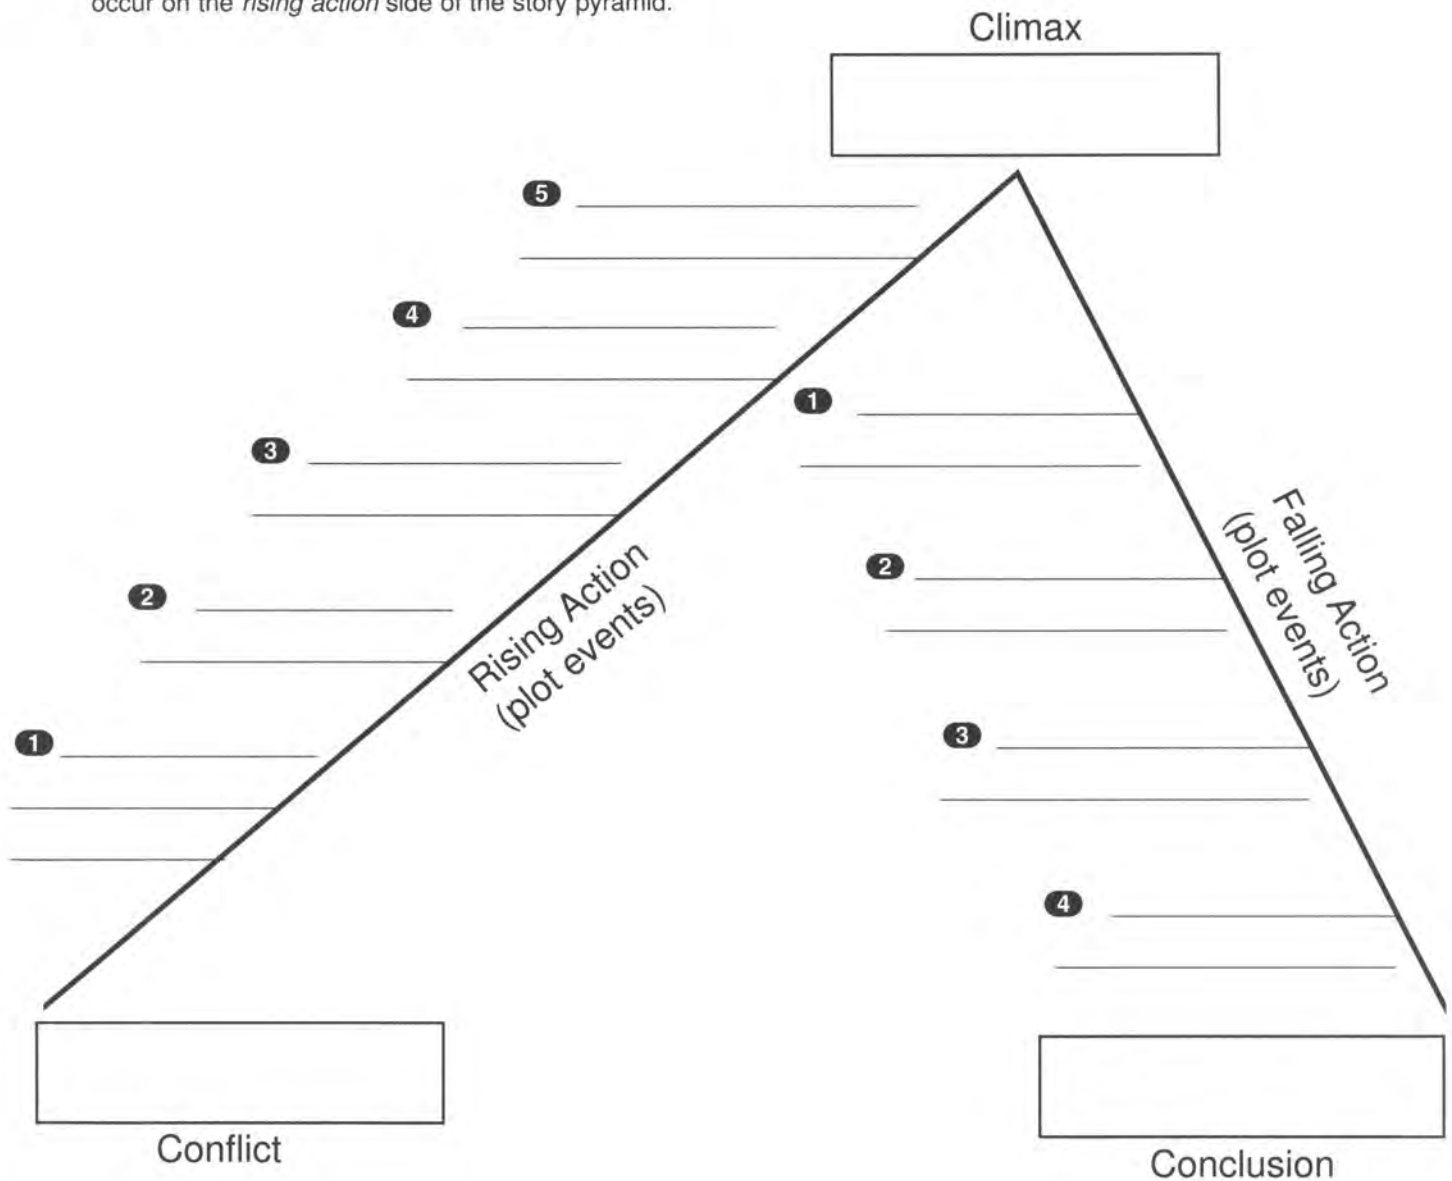 occur on the rising action side of the story pyramid.
Climax
5
4
3
2
1
Rising Action
(plot events)
1
2
3
4
Falling Action
(plot events)
Conflict
Conclusion